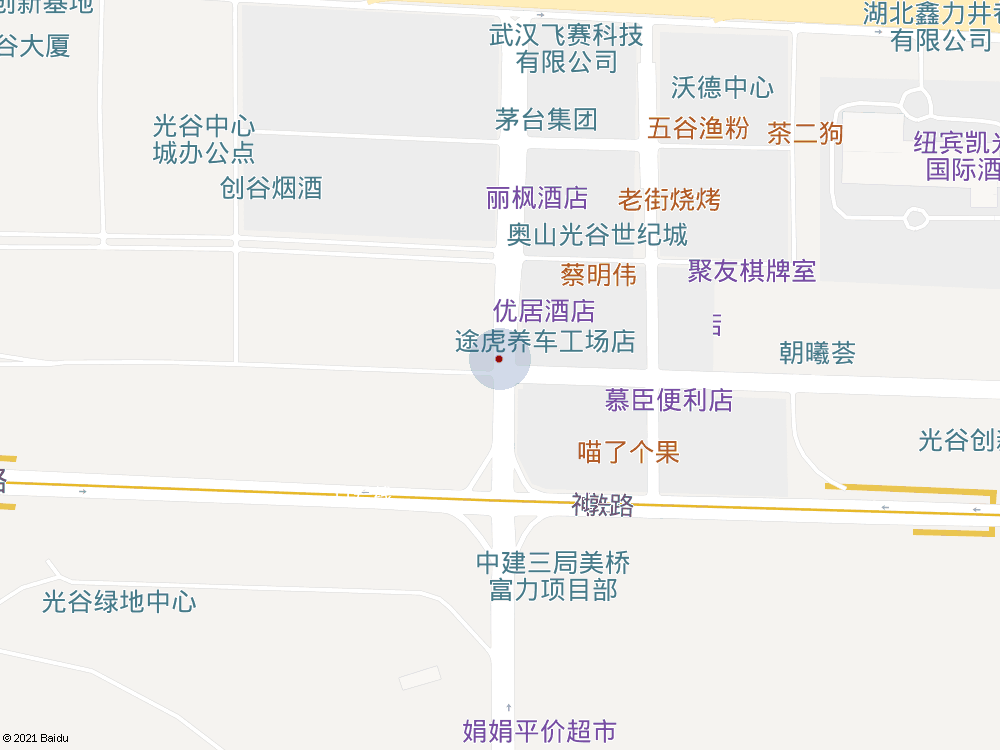 创新基地
谷大厦
武汉飞赛科技
有限公司
湖北鑫力井
有限公司
沃德中心
光谷中心
城办公点
茅台集团
五谷渔粉
茶二狗
纽宾凯光
国际酒
创谷烟酒
丽枫酒店
老街烧烤
奥山光谷世纪城
蔡明伟
聚友棋牌室
优居酒店
店
途虎养车工场店
朝曦荟
慕臣便利店
光谷创新
喵了个果
路
神墩路
中建三局美桥
富力项目部
光谷绿地中心
娟娟平价超市
© 2021 Baidu